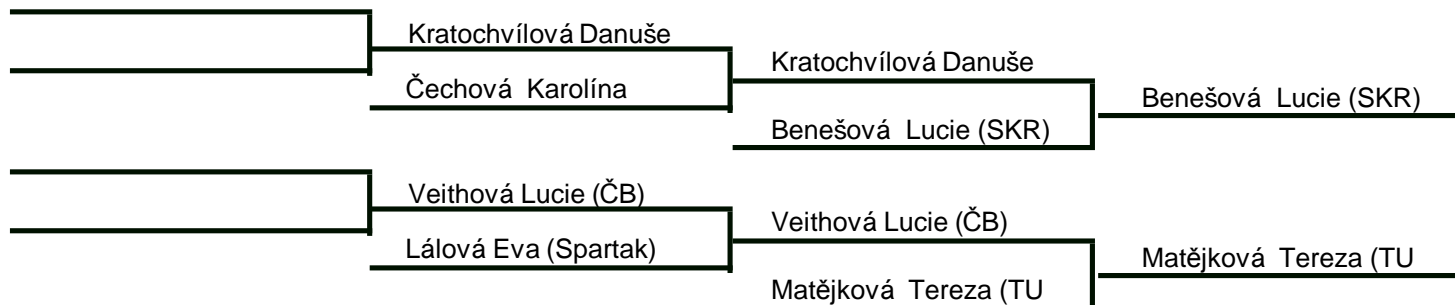 Kratochvílová Danuše
Čechová Karolína
Kratochvílová Danuše
Benešová Lucie (SKR)
Benešová Lucie (SKR)
Veithová Lucie (ČB)
Lálová Eva (Spartak)
Veithová Lucie (ČB)
Matějková Tereza (TU
Matějková Tereza (TU